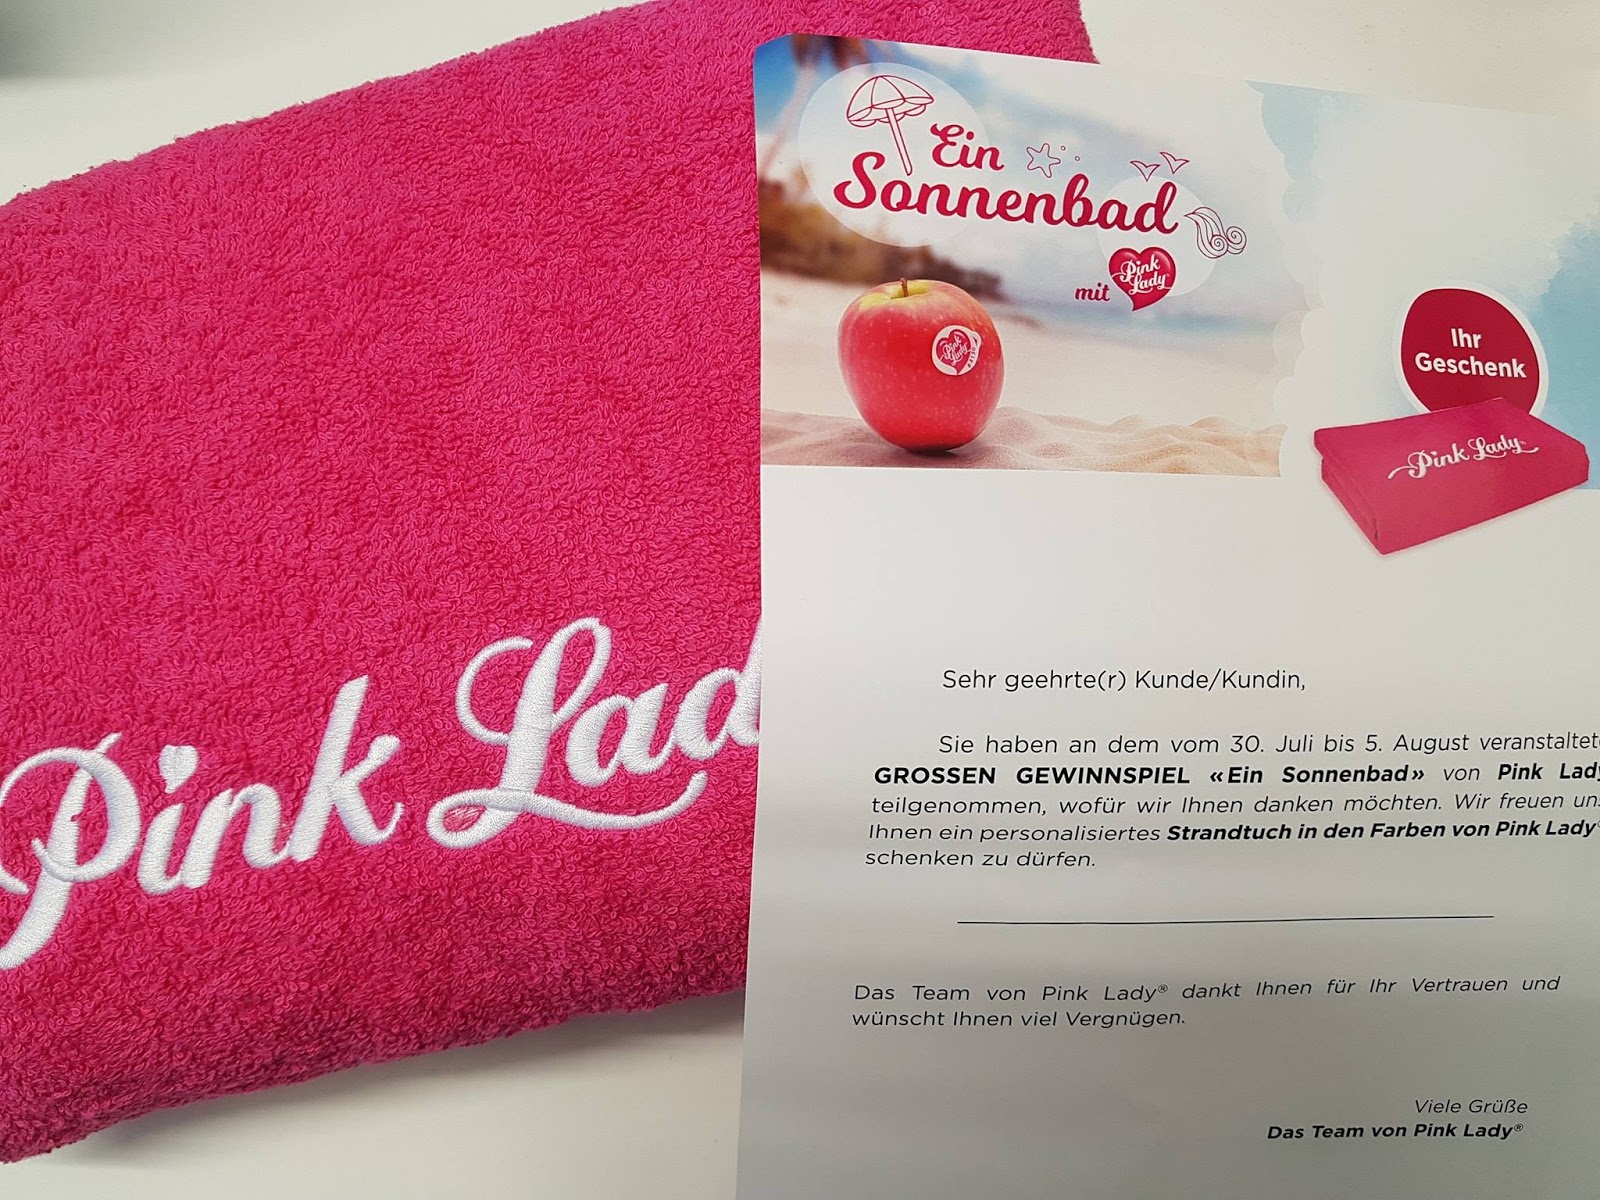 Pink Lad
Ein
Sonnenbad
mit Pink Lady
Pink Lady
Ihr
Geschenk
Pink Lady™
Sehr geehrte(r) Kunde/Kundin,
Sie haben an dem vom 30. Juli bis 5. August veranstaltete
GROSSEN GEWINNSPIEL «Ein Sonnenbad» von Pink Lady
teilgenommen, wofür wir Ihnen danken möchten. Wir freuen uns
Ihnen ein personalisiertes Strandtuch in den Farben von Pink Lady®
schenken zu dürfen.
Das Team von Pink Lady® dankt Ihnen für Ihr Vertrauen und
wünscht Ihnen viel Vergnügen.
Viele Grüße
Das Team von Pink Lady®